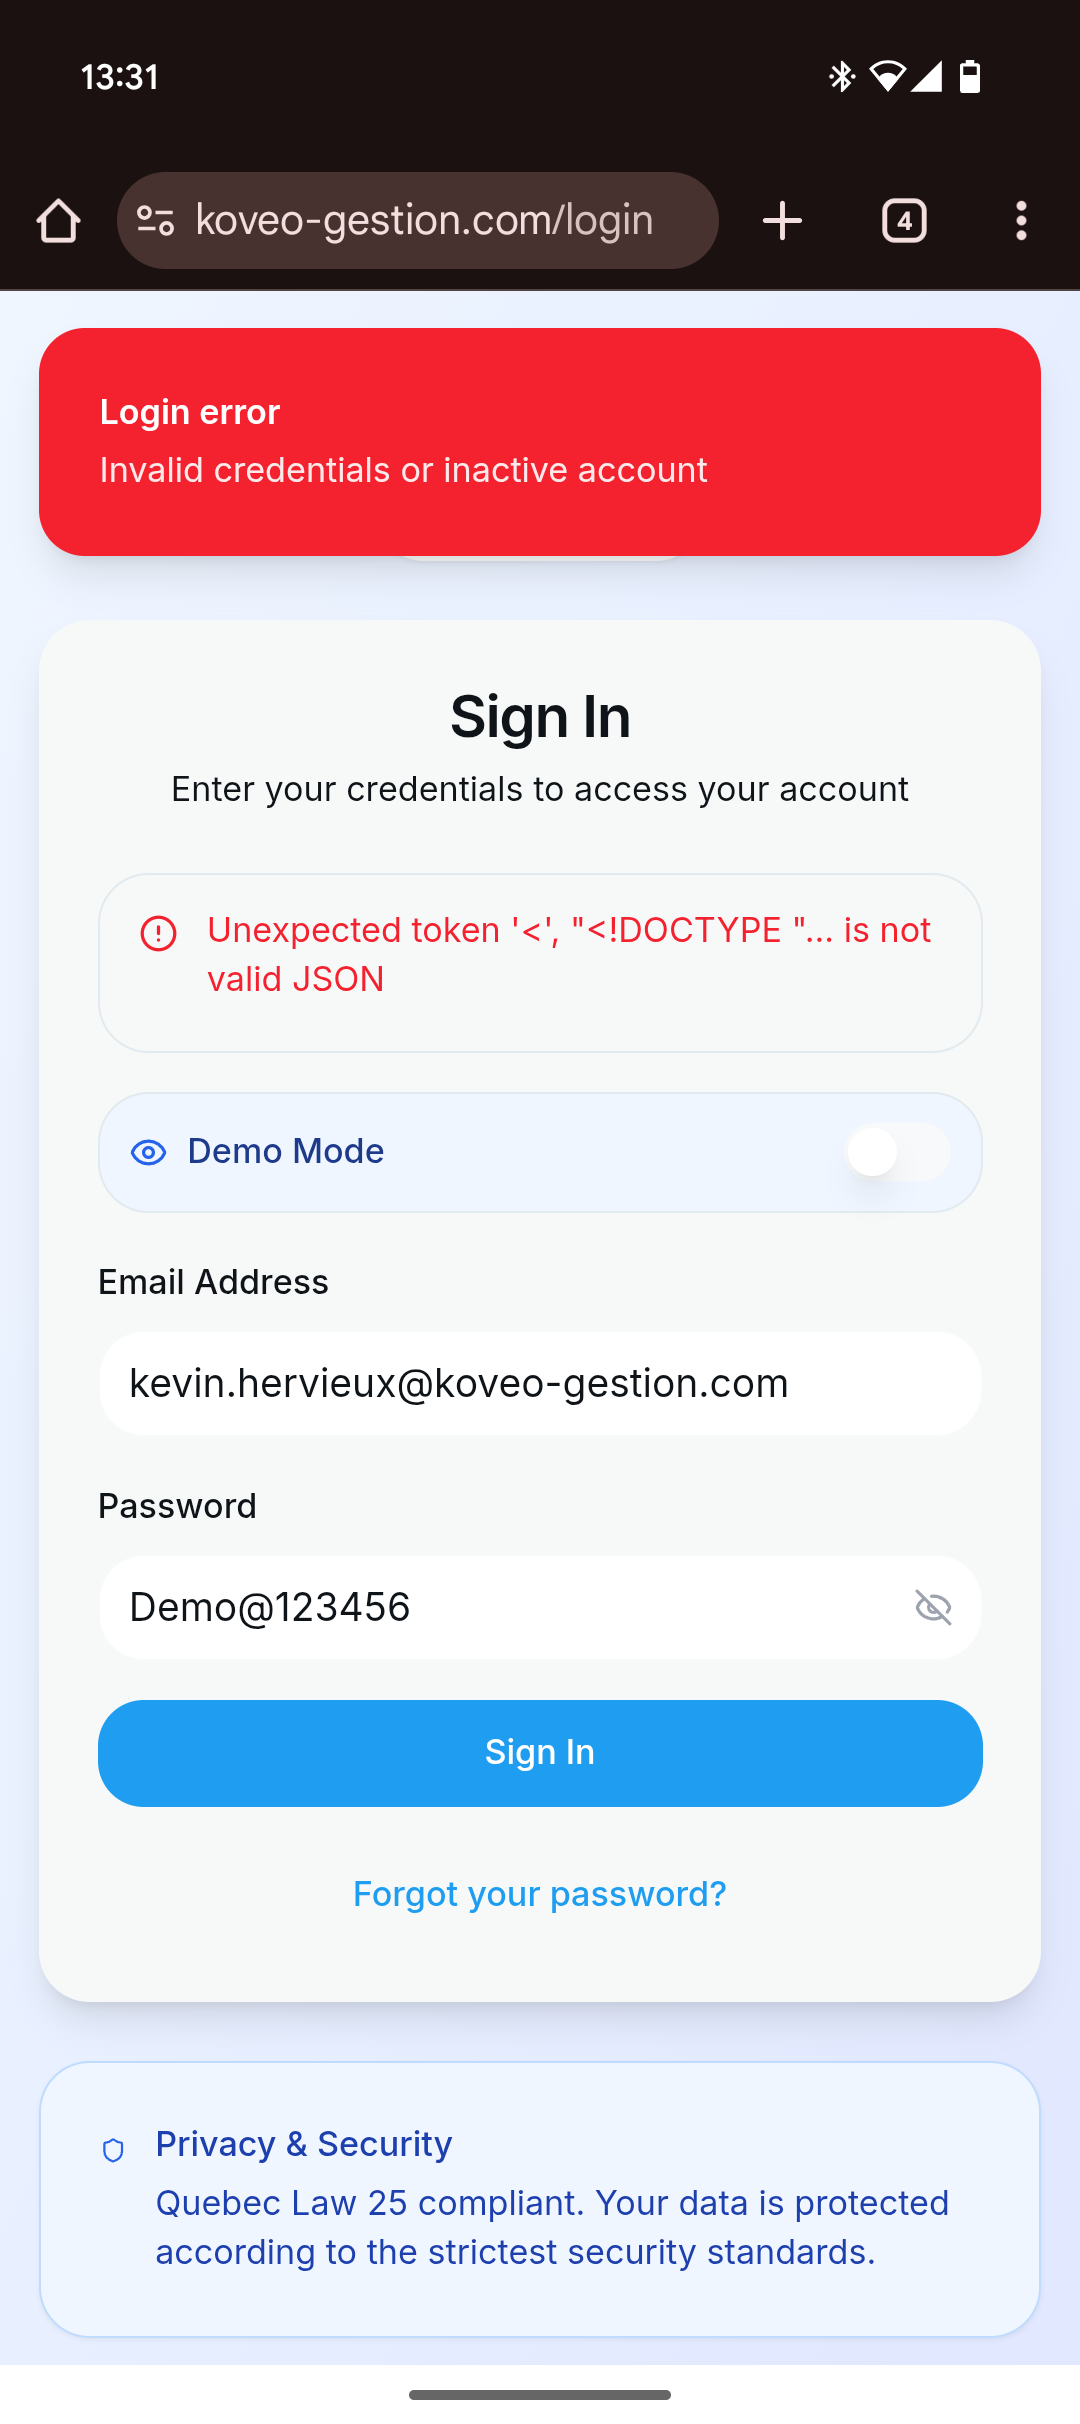 13:31
koveo-gestion.com/login
4
Login error
Invalid credentials or inactive account
Sign In
Enter your credentials to access your account
Unexpected token '<', "<!DOCTYPE "... is not
valid JSON
Demo Mode
Email Address
kevin.hervieux@koveo-gestion.com
Password
Demo@123456
Sign In
Forgot your password?
Privacy & Security
Quebec Law 25 compliant. Your data is protected
according to the strictest security standards.